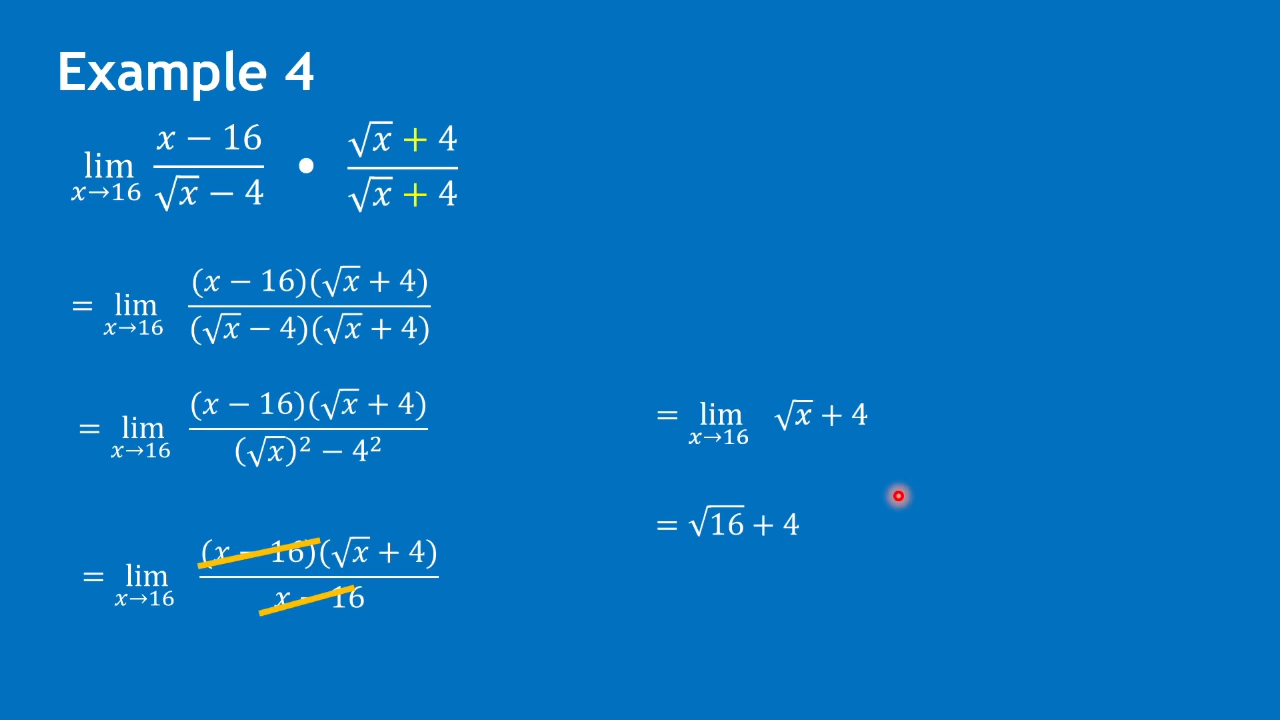 Example 4
lim x→16 (x − 16)/(√x − 4) • (√x + 4)/(√x + 4)
= lim x→16 ((x − 16)(√x + 4))/((√x − 4)(√x + 4))
= lim x→16 ((x − 16)(√x + 4))/((√x)² − 4²)
= lim x→16 ((x − 16)(√x + 4))/(x − 16)
= lim x→16 √x + 4
= √16 + 4